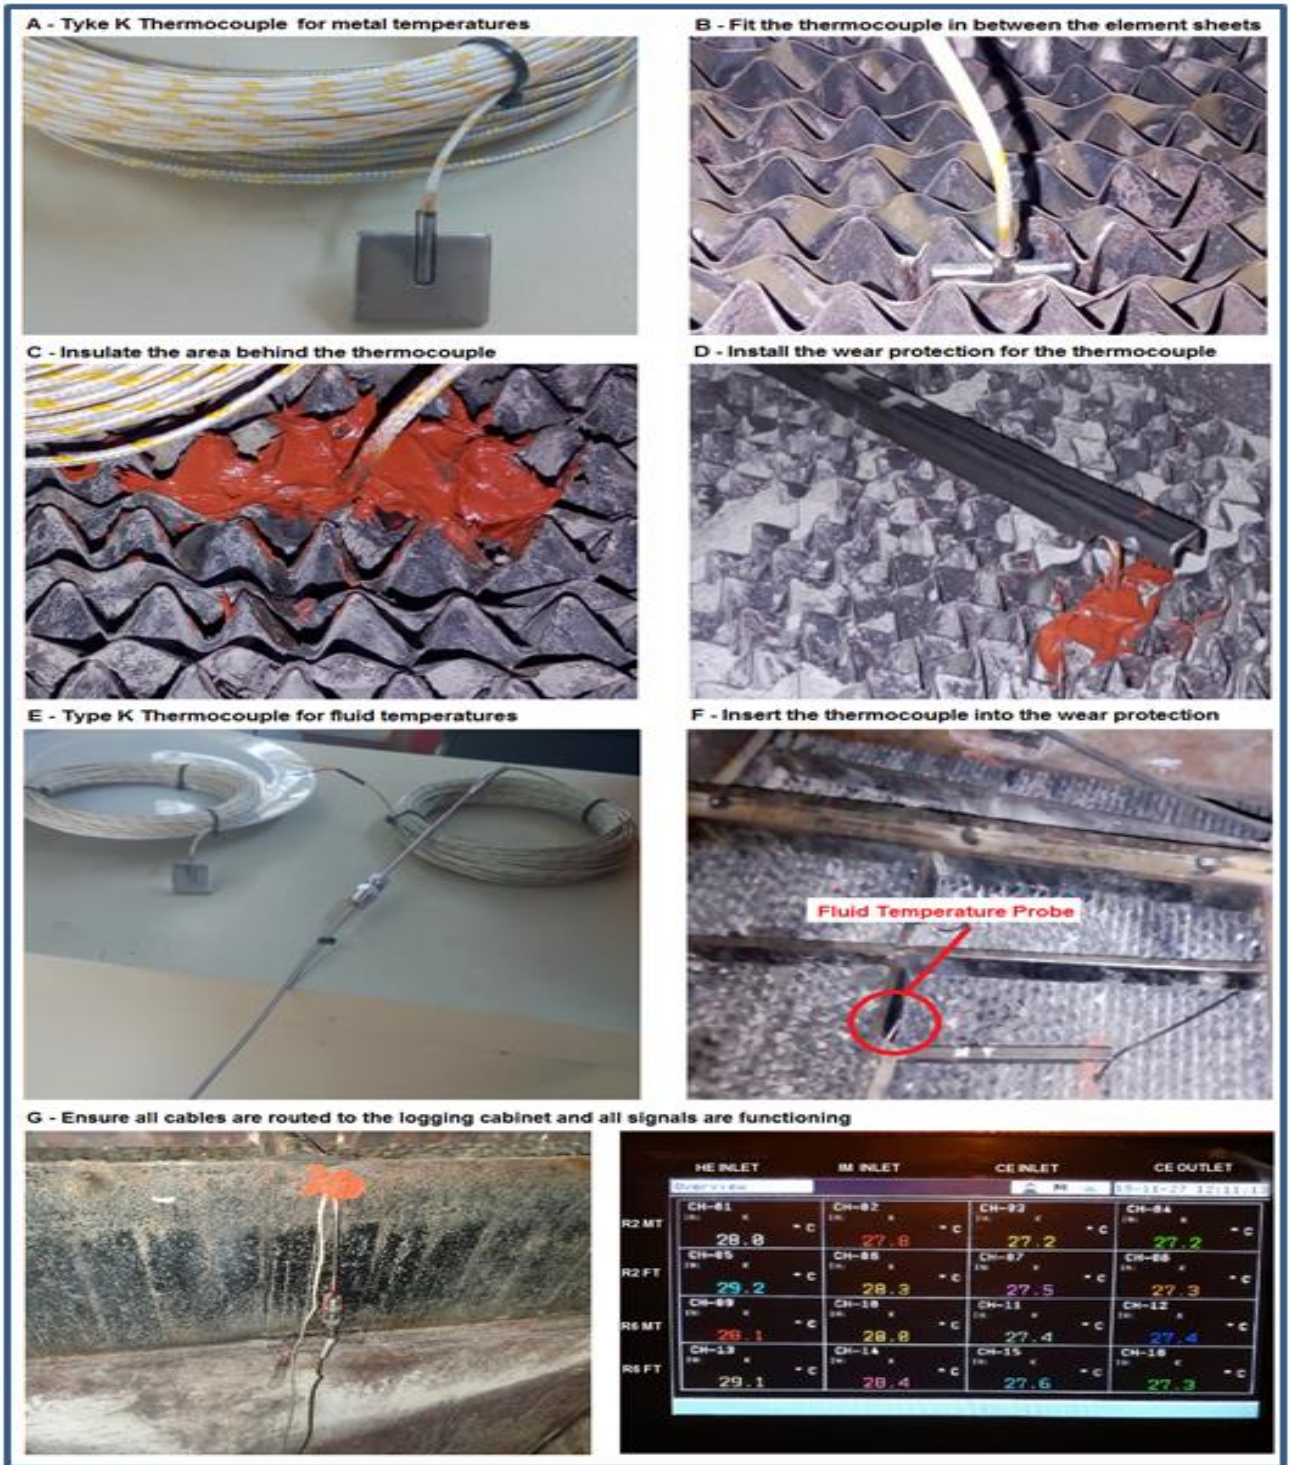 A - Tyke K Thermocouple for metal temperatures
B - Fit the thermocouple in between the element sheets
C - Insulate the area behind the thermocouple
D - Install the wear protection for the thermocouple
E - Type K Thermocouple for fluid temperatures
F - Insert the thermocouple into the wear protection
Fluid Temperature Probe
G - Ensure all cables are routed to the logging cabinet and all signals are functioning
HE INLET IM INLET CE INLET CE OUTLET
Overview
CH-01 CH-02 CH-03 CH-04
R2 MT 28.0 °C 27.8 °C 27.2 °C 27.2 °C
CH-05 CH-06 CH-07 CH-08
R2 FT 29.2 °C 28.3 °C 27.5 °C 27.3 °C
CH-09 CH-10 CH-11 CH-12
R6 MT 28.1 °C 28.0 °C 27.4 °C 27.4 °C
CH-13 CH-14 CH-15 CH-16
R6 FT 29.1 °C 28.4 °C 27.6 °C 27.3 °C